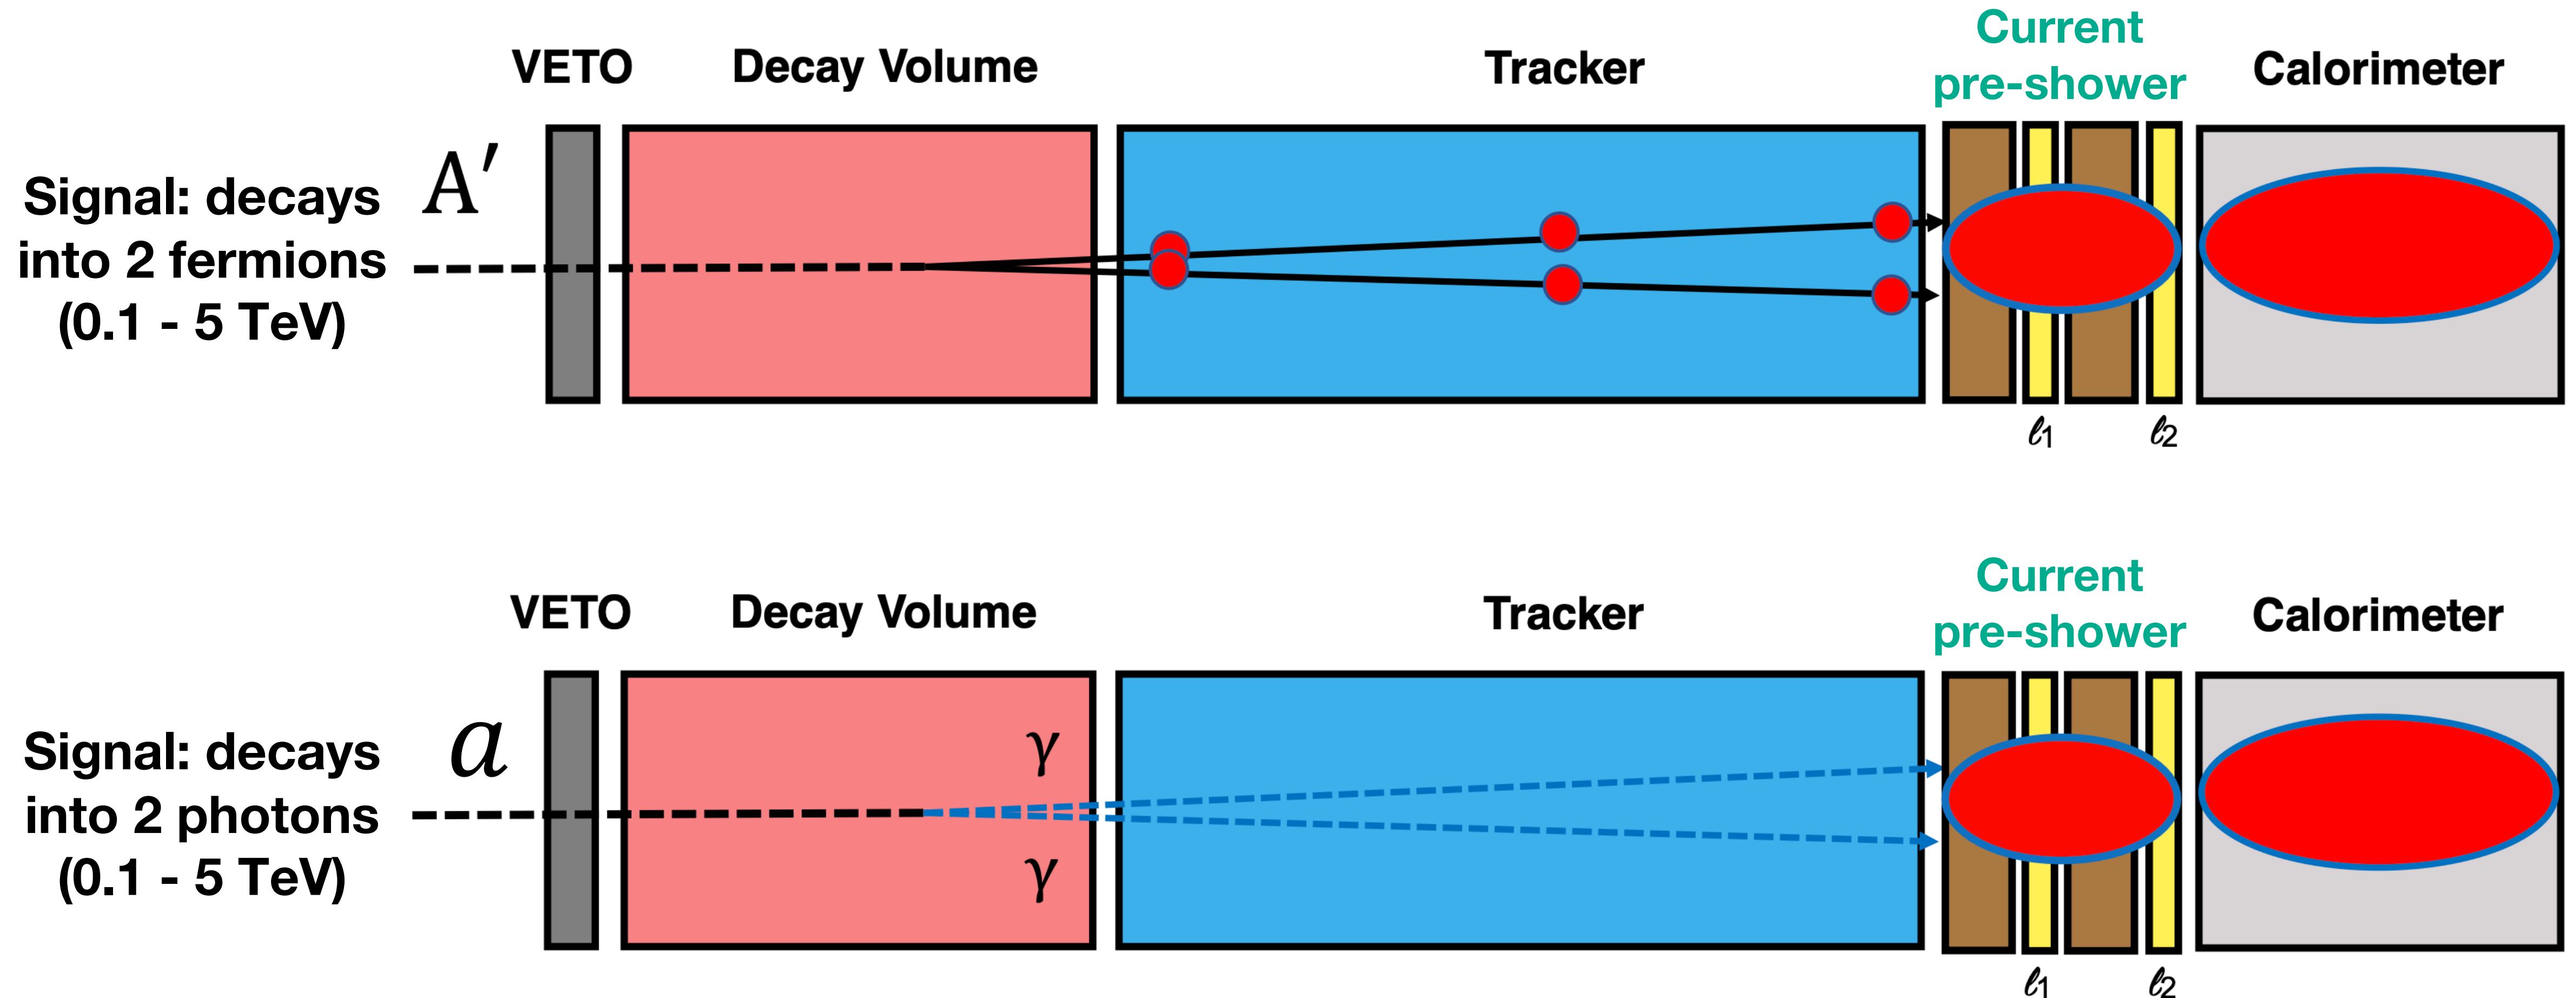 Current
VETO Decay Volume Tracker pre-shower Calorimeter
A′
Signal: decays
into 2 fermions
(0.1 - 5 TeV)
ℓ1 ℓ2
Current
VETO Decay Volume Tracker pre-shower Calorimeter
a γ
Signal: decays
into 2 photons
(0.1 - 5 TeV)
γ
ℓ1 ℓ2